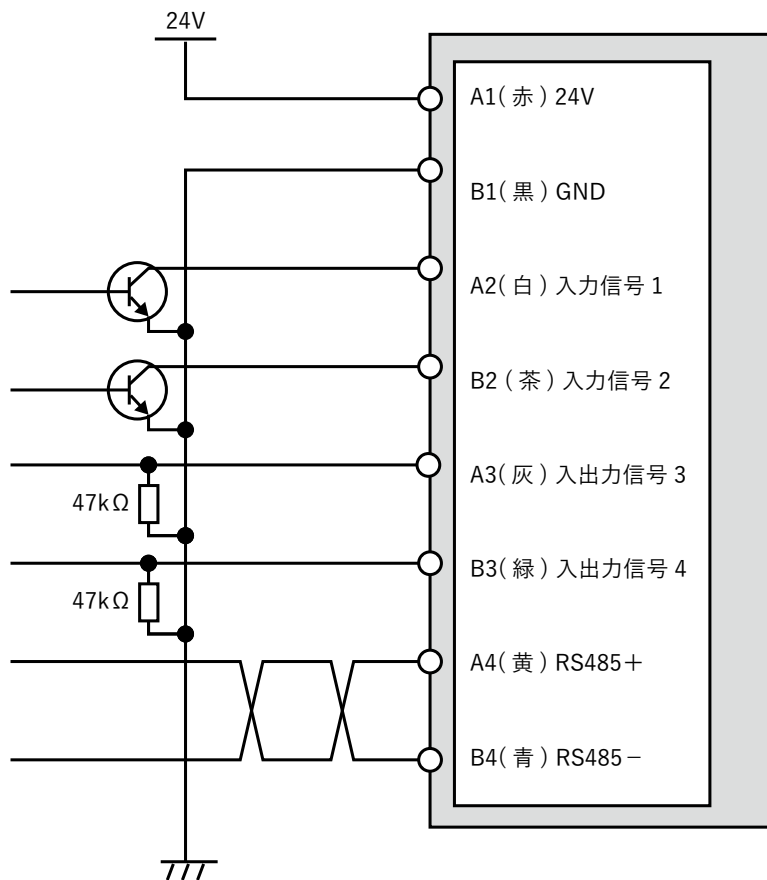 24V
A1(赤) 24V
B1(黒) GND
A2(白) 入力信号 1
B2 (茶) 入力信号 2
A3(灰) 入出力信号 3
47kΩ
B3(緑) 入出力信号 4
47kΩ
A4(黄) RS485＋
B4(青) RS485－